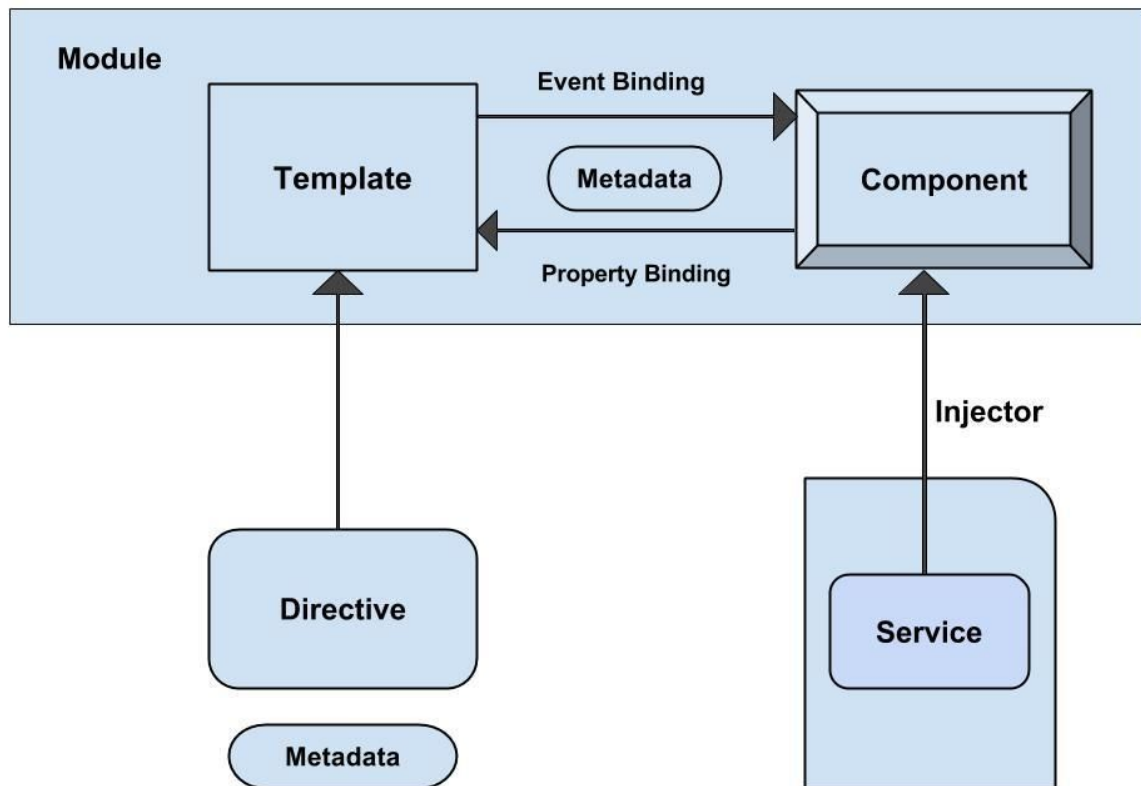 Module
Event Binding
Template
Metadata
Component
Property Binding
Injector
Directive
Service
Metadata